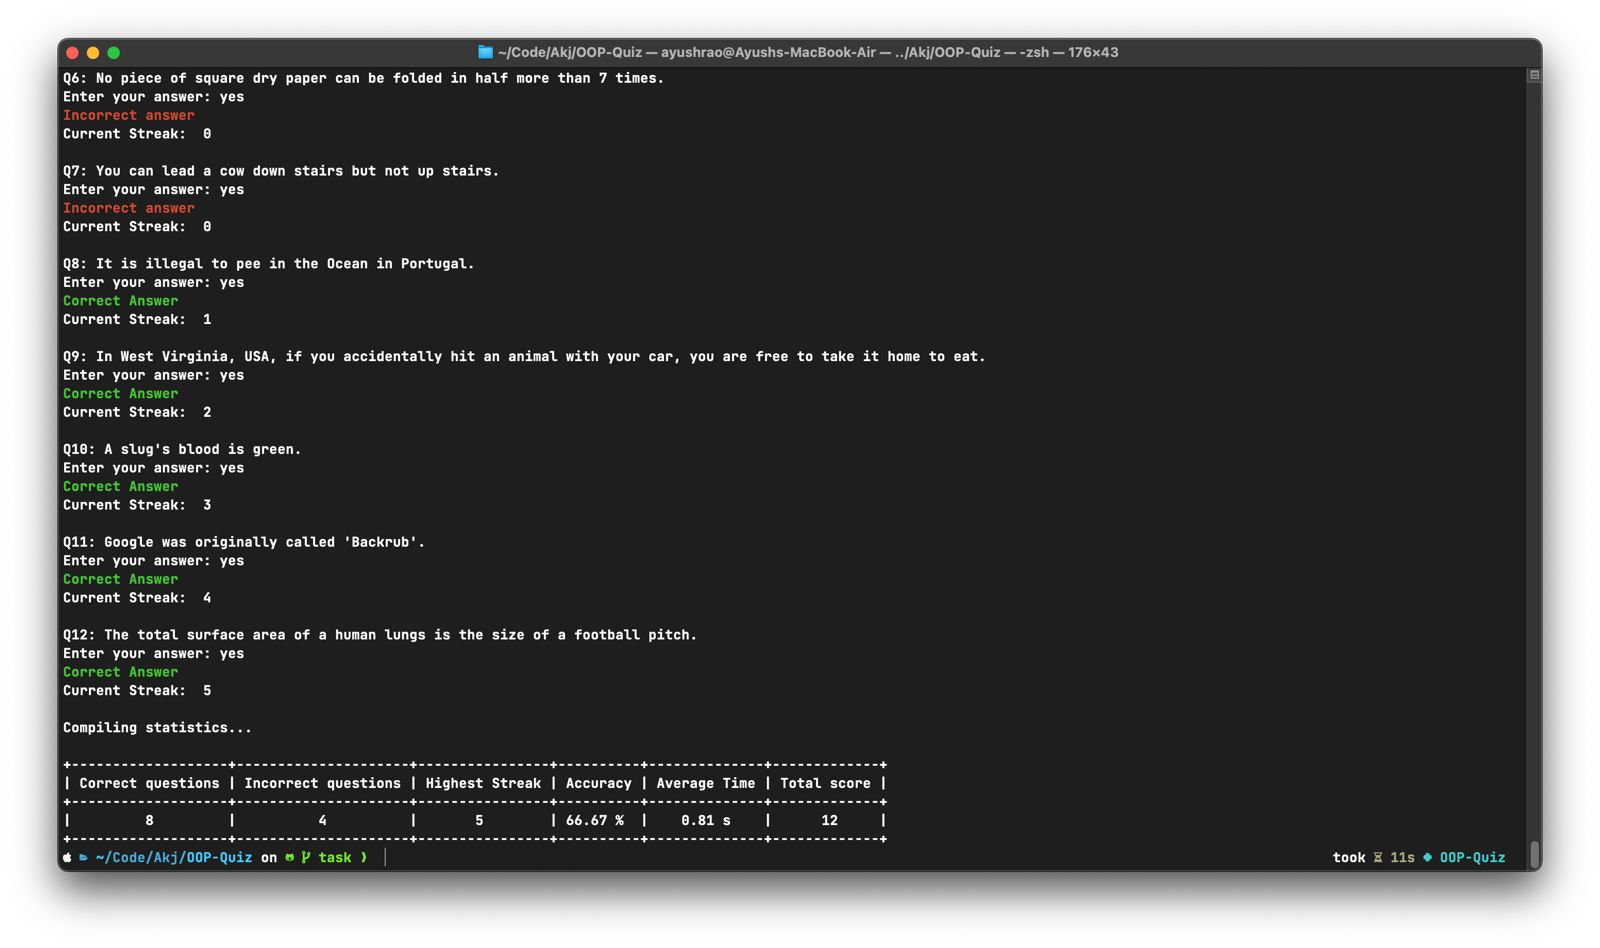 ~/Code/Akj/OOP-Quiz — ayushrao@Ayushs-MacBook-Air — ../Akj/OOP-Quiz — -zsh — 176×43
Q6: No piece of square dry paper can be folded in half more than 7 times.
Enter your answer: yes
Incorrect answer
Current Streak:  0
Q7: You can lead a cow down stairs but not up stairs.
Enter your answer: yes
Incorrect answer
Current Streak:  0
Q8: It is illegal to pee in the Ocean in Portugal.
Enter your answer: yes
Correct Answer
Current Streak:  1
Q9: In West Virginia, USA, if you accidentally hit an animal with your car, you are free to take it home to eat.
Enter your answer: yes
Correct Answer
Current Streak:  2
Q10: A slug's blood is green.
Enter your answer: yes
Correct Answer
Current Streak:  3
Q11: Google was originally called 'Backrub'.
Enter your answer: yes
Correct Answer
Current Streak:  4
Q12: The total surface area of a human lungs is the size of a football pitch.
Enter your answer: yes
Correct Answer
Current Streak:  5
Compiling statistics...
+-------------------+---------------------+----------------+----------+--------------+-------------+
| Correct questions | Incorrect questions | Highest Streak | Accuracy | Average Time | Total score |
+-------------------+---------------------+----------------+----------+--------------+-------------+
|         8         |          4          |       5        | 66.67 %  |    0.81 s    |      12     |
+-------------------+---------------------+----------------+----------+--------------+-------------+
~/Code/Akj/OOP-Quiz on task ❯ took 11s OOP-Quiz